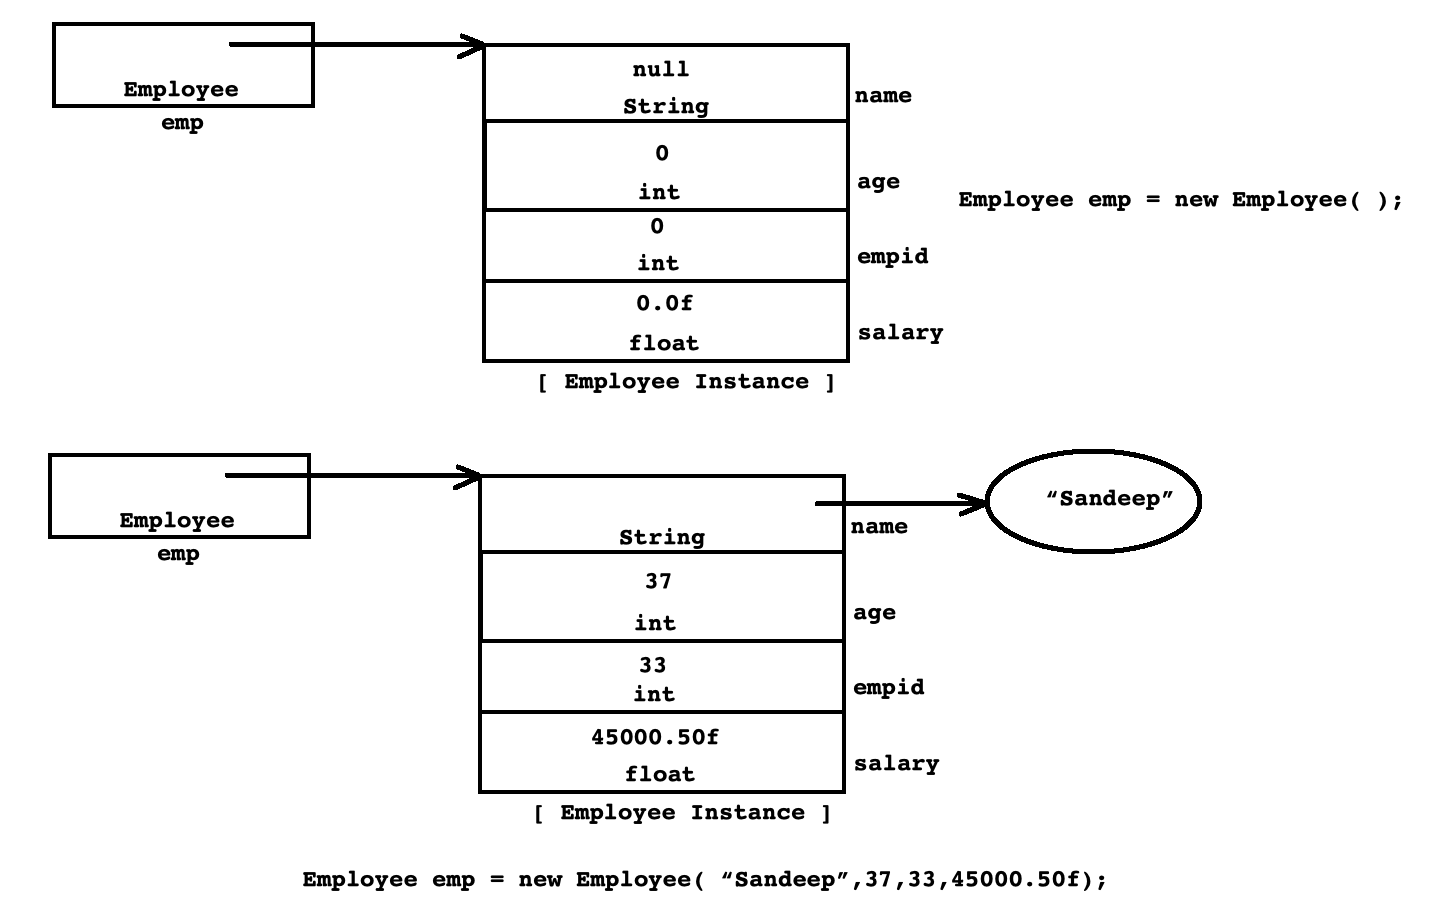 Employee
emp
null
String
name
0
int
age
Employee emp = new Employee( );
0
int
empid
0.0f
float
salary
[ Employee Instance ]
Employee
emp
String
name
“Sandeep”
37
int
age
33
int
empid
45000.50f
float
salary
[ Employee Instance ]
Employee emp = new Employee( “Sandeep”,37,33,45000.50f);